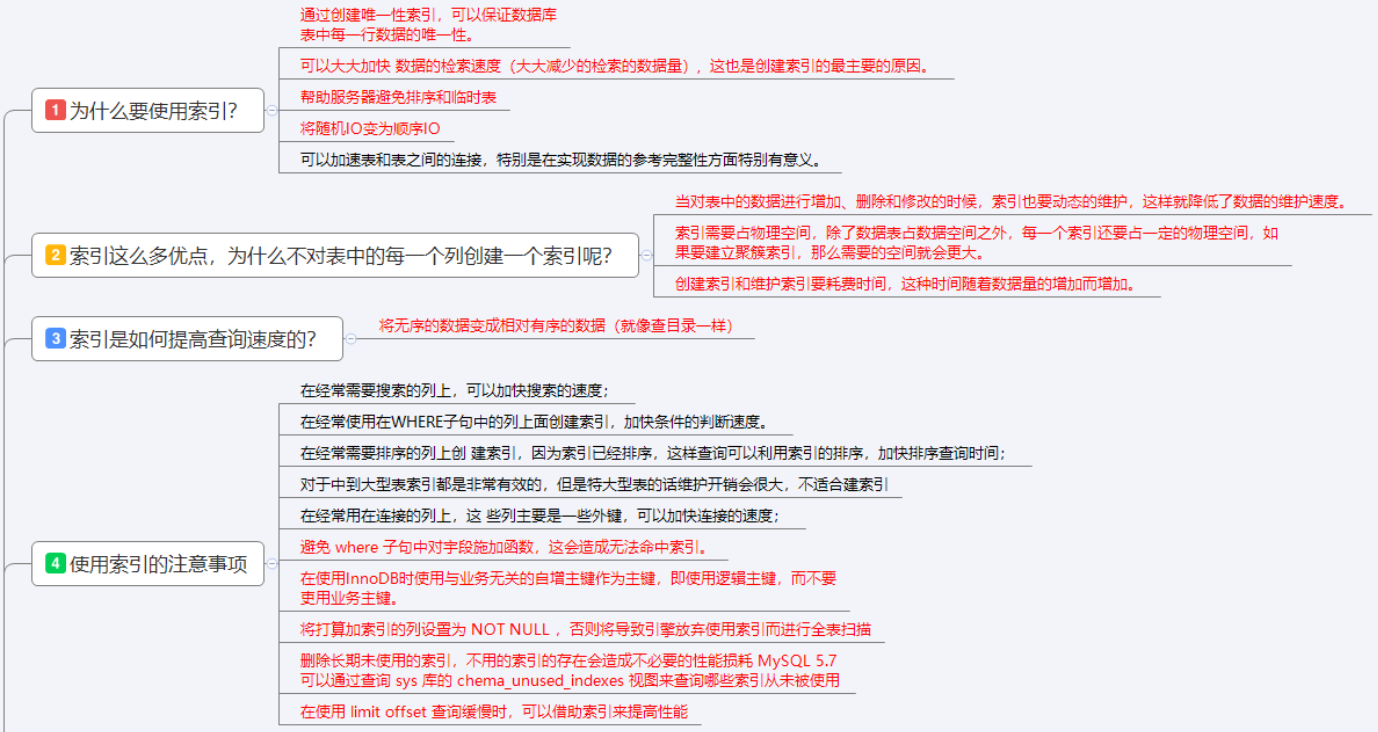 1 为什么要使用索引？
通过创建唯一性索引，可以保证数据库
表中每一行数据的唯一性。
可以大大加快 数据的检索速度（大大减少的检索的数据量）, 这也是创建索引的最主要的原因。
帮助服务器避免排序和临时表
将随机IO变为顺序IO
可以加速表和表之间的连接，特别是在实现数据的参考完整性方面特别有意义。
2 索引这么多优点，为什么不对表中的每一个列创建一个索引呢？
当对表中的数据进行增加、删除和修改的时候，索引也要动态的维护，这样就降低了数据的维护速度。
索引需要占物理空间，除了数据表占数据空间之外，每一个索引还要占一定的物理空间，如
果要建立聚簇索引，那么需要的空间就会更大。
创建索引和维护索引要耗费时间，这种时间随着数据量的增加而增加。
3 索引是如何提高查询速度的？
将无序的数据变成相对有序的数据（就像查目录一样）
4 使用索引的注意事项
在经常需要搜索的列上，可以加快搜索的速度；
在经常使用在WHERE子句中的列上面创建索引，加快条件的判断速度。
在经常需要排序的列上创 建索引，因为索引已经排序，这样查询可以利用索引的排序，加快排序查询时间；
对于中到大型表索引都是非常有效的，但是特大型表的话维护开销会很大，不适合建索引
在经常用在连接的列上，这 些列主要是一些外键，可以加快连接的速度；
避免 where 子句中对字段施加函数，这会造成无法命中索引。
在使用InnoDB时使用与业务无关的自增主键作为主键，即使用逻辑主键，而不要
使用业务主键。
将打算加索引的列设置为 NOT NULL ，否则将导致引擎放弃使用索引而进行全表扫描
删除长期未使用的索引，不用的索引的存在会造成不必要的性能损耗 MySQL 5.7
可以通过查询 sys 库的 chema_unused_indexes 视图来查询哪些索引从未被使用
在使用 limit offset 查询缓慢时，可以借助索引来提高性能